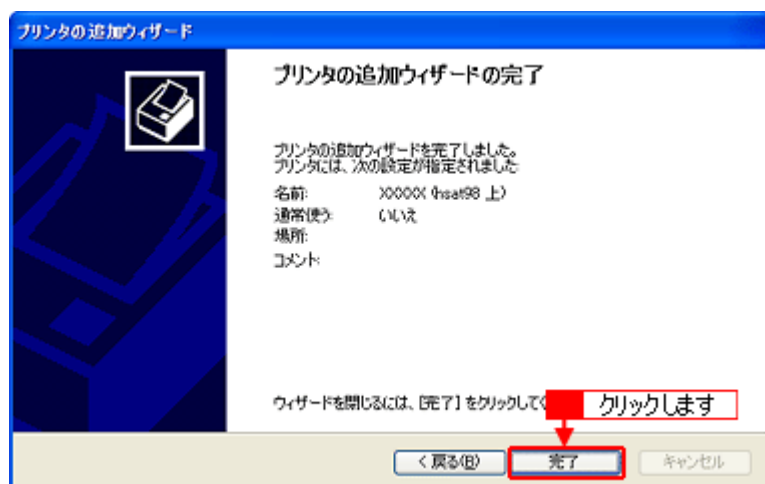 プリンタの追加ウィザード
プリンタの追加ウィザードの完了
プリンタの追加ウィザードを完了しました。
プリンタには、次の設定が指定されました:
名前: XXXXX (hsat98 上)
通常使う: いいえ
場所:
コメント:
ウィザードを閉じるには、[完了] をクリックしてく
クリックします
< 戻る(B) 完了 キャンセル